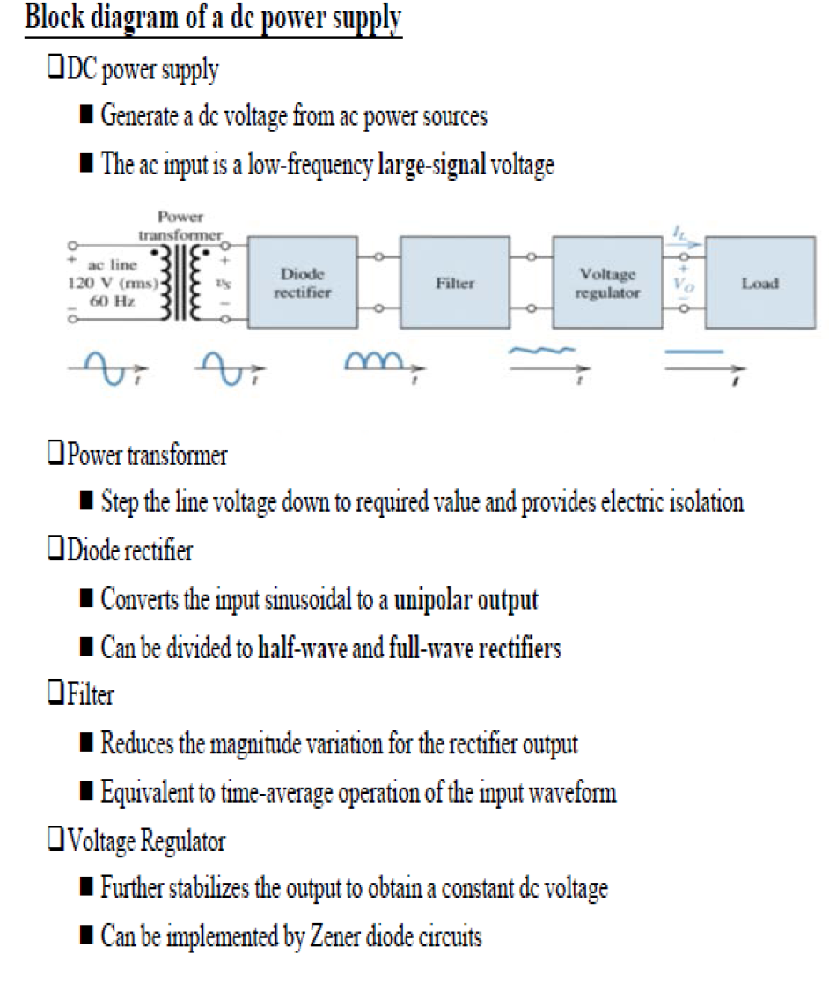 Block diagram of a dc power supply
❑DC power supply
■ Generate a dc voltage from ac power sources
■ The ac input is a low-frequency large-signal voltage
Power
transformer
+
ac line
120 V (rms)
60 Hz
−
+
vS
−
Diode
rectifier
Filter
Voltage
regulator
IL
+
VO
−
Load
t
t
t
t
t
❑Power transformer
■ Step the line voltage down to required value and provides electric isolation
❑Diode rectifier
■ Converts the input sinusoidal to a unipolar output
■ Can be divided to half-wave and full-wave rectifiers
❑Filter
■ Reduces the magnitude variation for the rectifier output
■ Equivalent to time-average operation of the input waveform
❑Voltage Regulator
■ Further stabilizes the output to obtain a constant dc voltage
■ Can be implemented by Zener diode circuits